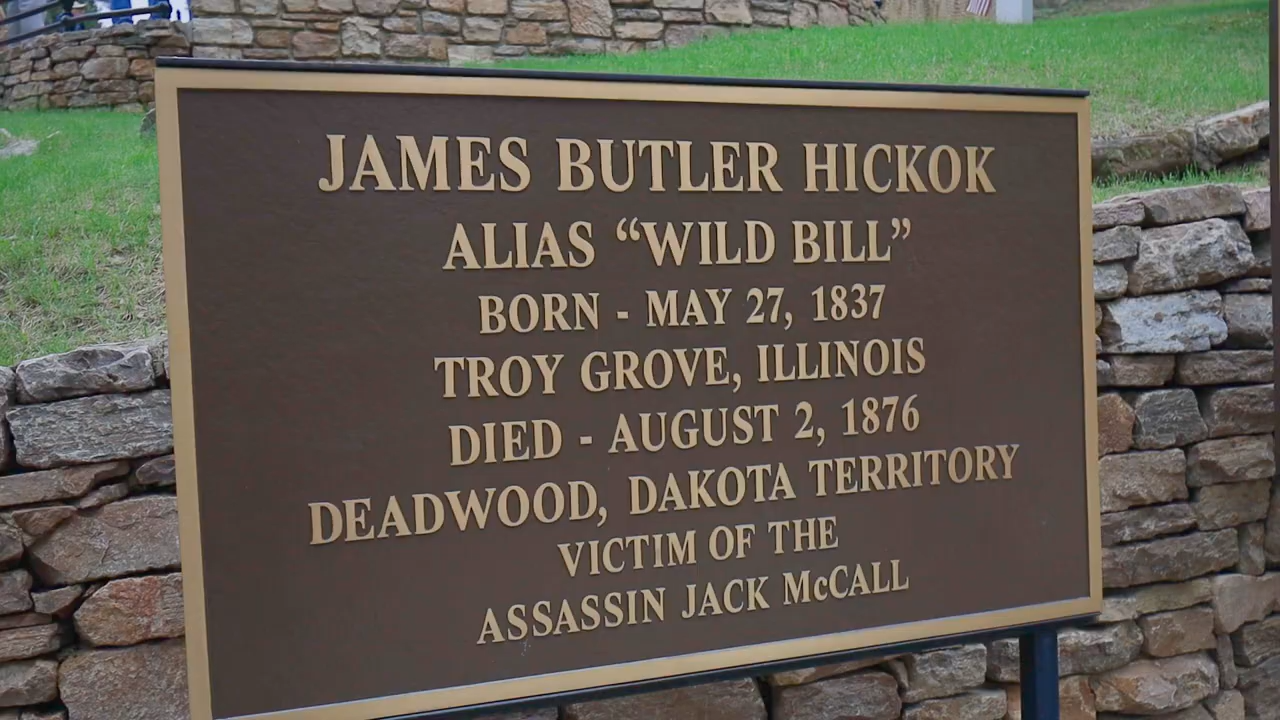 JAMES BUTLER HICKOK
ALIAS “WILD BILL”
BORN - MAY 27, 1837
TROY GROVE, ILLINOIS
DIED - AUGUST 2, 1876
DEADWOOD, DAKOTA TERRITORY
VICTIM OF THE
ASSASSIN JACK McCALL